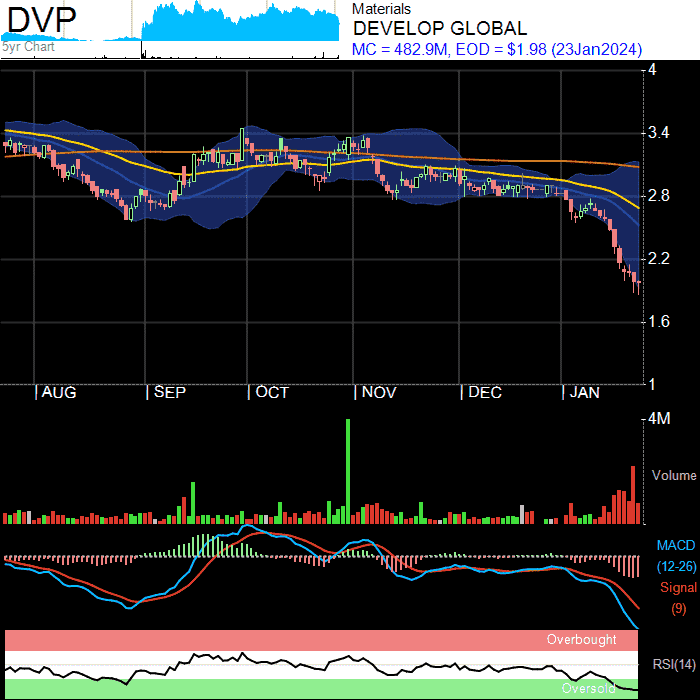 DVP
5yr Chart
Materials
DEVELOP GLOBAL
MC = 482.9M, EOD = $1.98 (23Jan2024)
4
3.4
2.8
2.2
1.6
1
AUG SEP OCT NOV DEC JAN
4M
Volume
MACD
(12-26)
Signal
(9)
Overbought
RSI(14)
Oversold